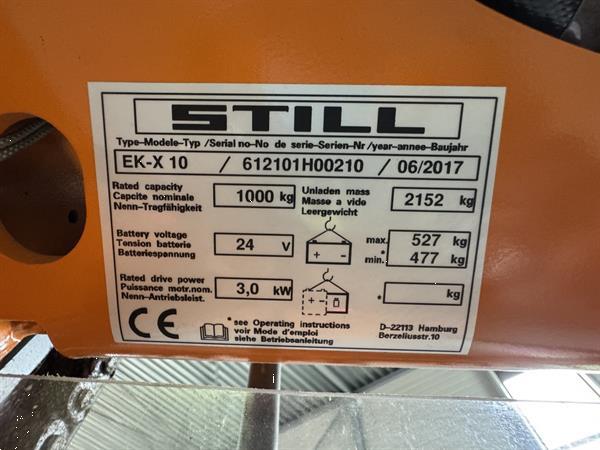 STILL
Type-Modele-Typ /Serial no-No de serie-Serien-Nr /year-annee-Baujahr
EK-X 10 / 612101H00210 / 06/2017
Rated capacity
Capcite nominale
Nenn-Tragfähigkeit
1000 kg
Unladen mass
Masse a vide
Leergewicht
2152 kg
Battery voltage
Tension batterie
Batteriespannung
24 V
+ -
max. 527 kg
* min. 477 kg
Rated drive power
Puissance motr.nom.
Nenn-Antriebsleist.
3,0 kW
+ -
* kg
CE
*see Operating instructions
voir Mode d'emploi
siehe Betriebsanleitung
D-22113 Hamburg
Berzeliusstr.10